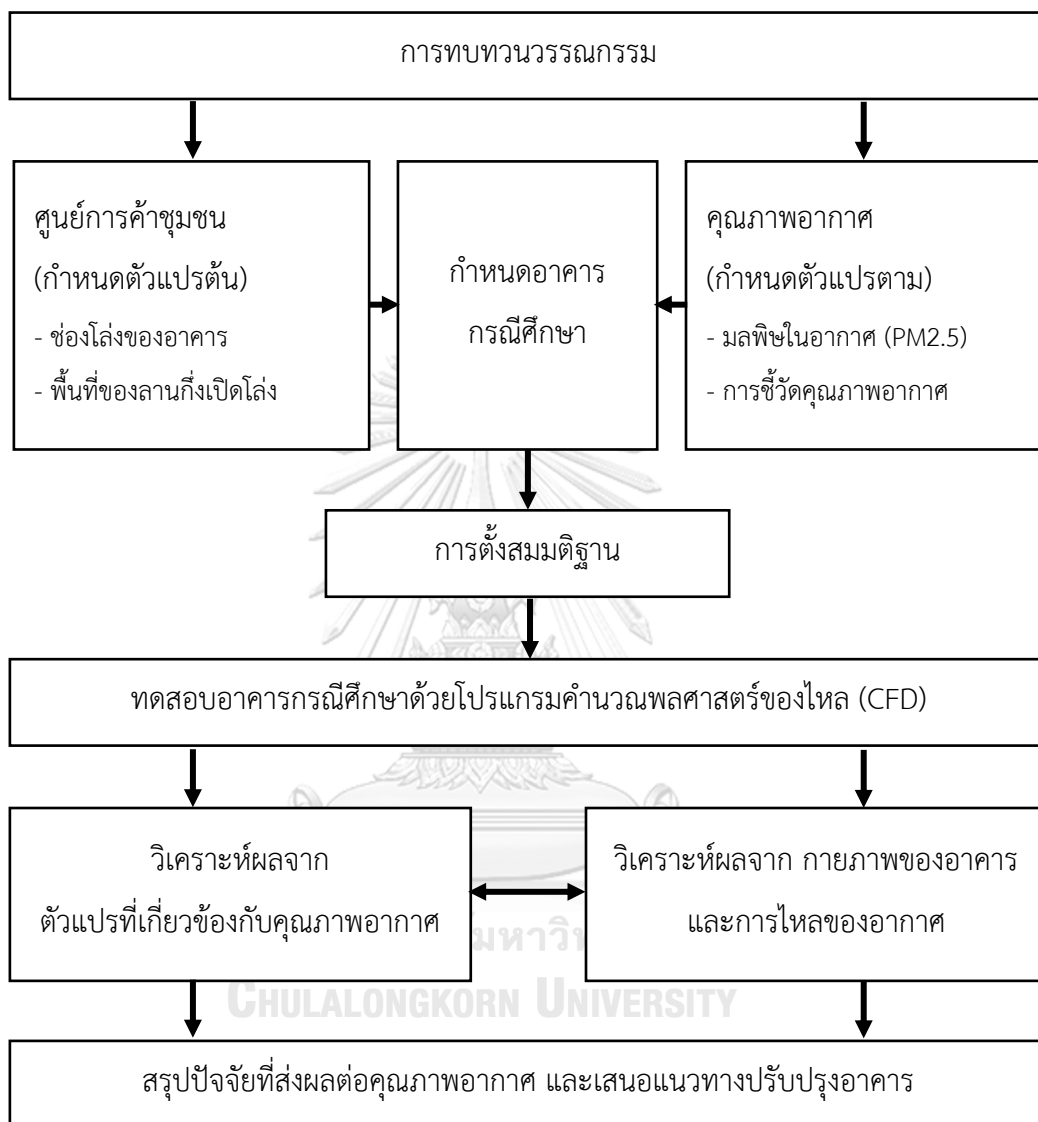 การทบทวนวรรณกรรม
ศูนย์การค้าชุมชน
(กำหนดตัวแปรต้น)
- ช่องโล่งของอาคาร
- พื้นที่ของลานกึ่งเปิดโล่ง
กำหนดอาคาร
กรณีศึกษา
คุณภาพอากาศ
(กำหนดตัวแปรตาม)
- มลพิษในอากาศ (PM2.5)
- การชี้วัดคุณภาพอากาศ
การตั้งสมมติฐาน
ทดสอบอาคารกรณีศึกษาด้วยโปรแกรมคำนวณพลศาสตร์ของไหล (CFD)
วิเคราะห์ผลจาก
ตัวแปรที่เกี่ยวข้องกับคุณภาพอากาศ
วิเคราะห์ผลจาก กายภาพของอาคาร
และการไหลของอากาศ
CHULALONGKORN UNIVERSITY
สรุปปัจจัยที่ส่งผลต่อคุณภาพอากาศ และเสนอแนวทางปรับปรุงอาคาร